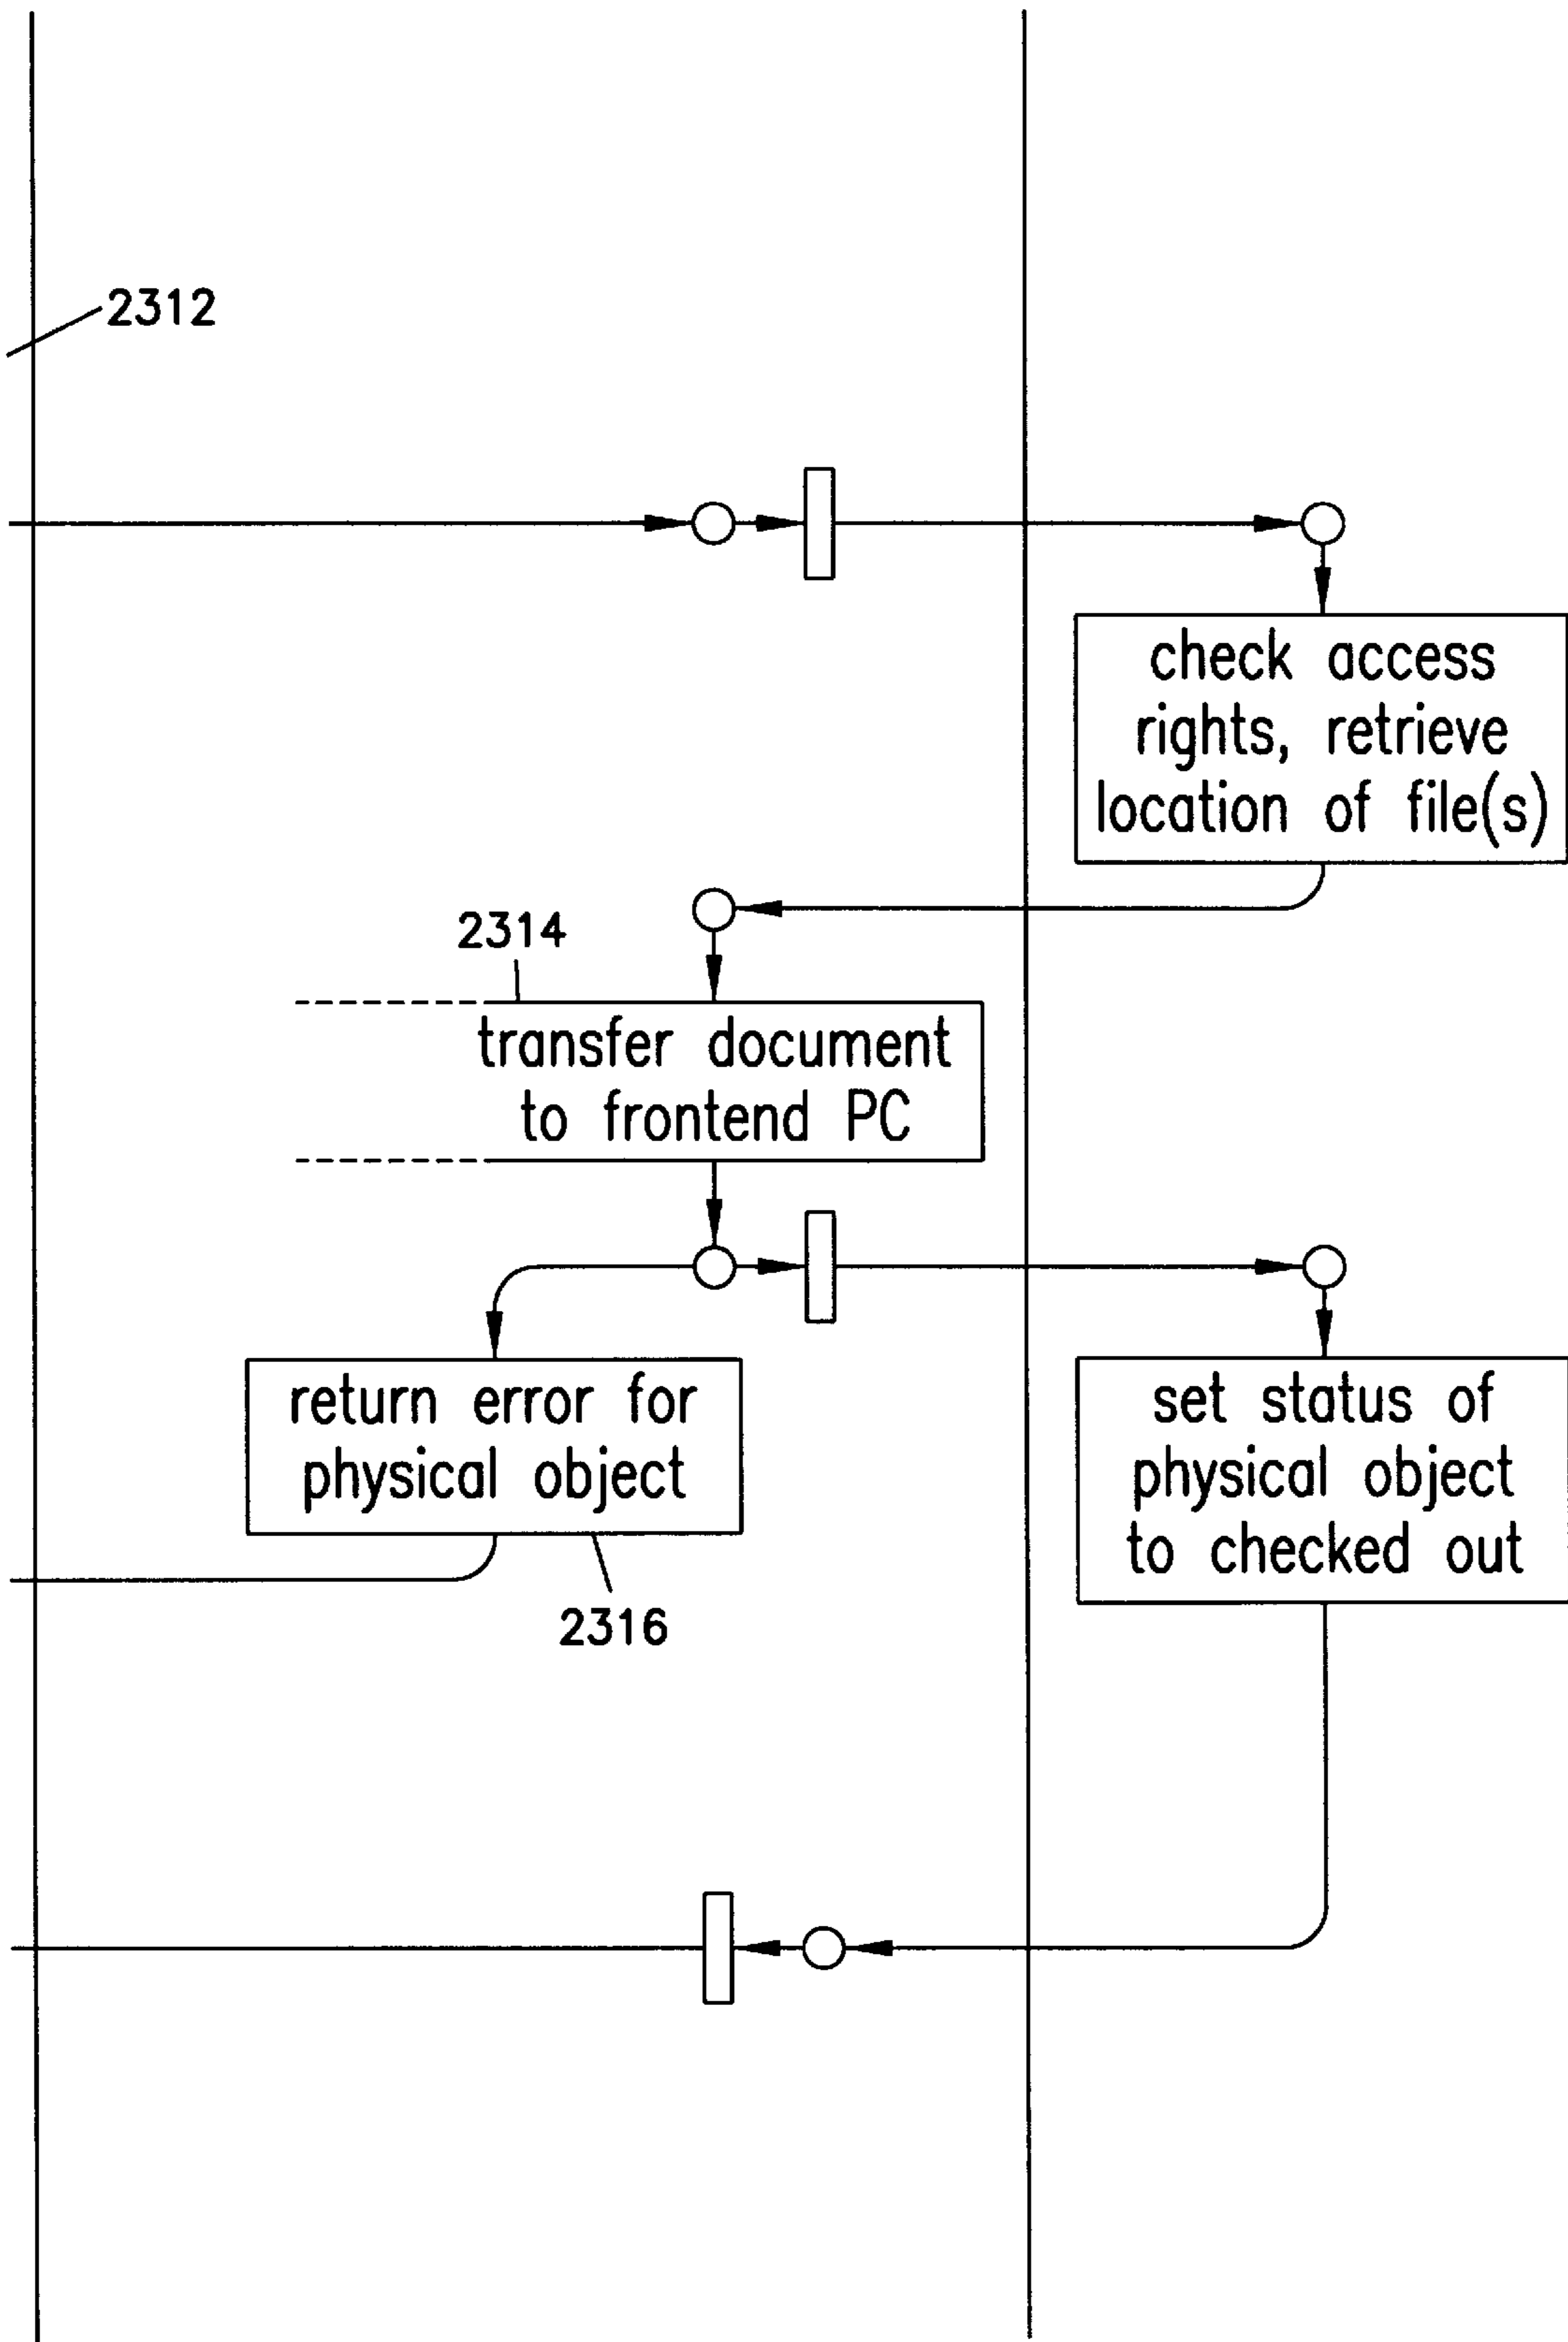 2312
check access
rights, retrieve
location of file(s)
2314
transfer document
to frontend PC
return error for
physical object
2316
set status of
physical object
to checked out